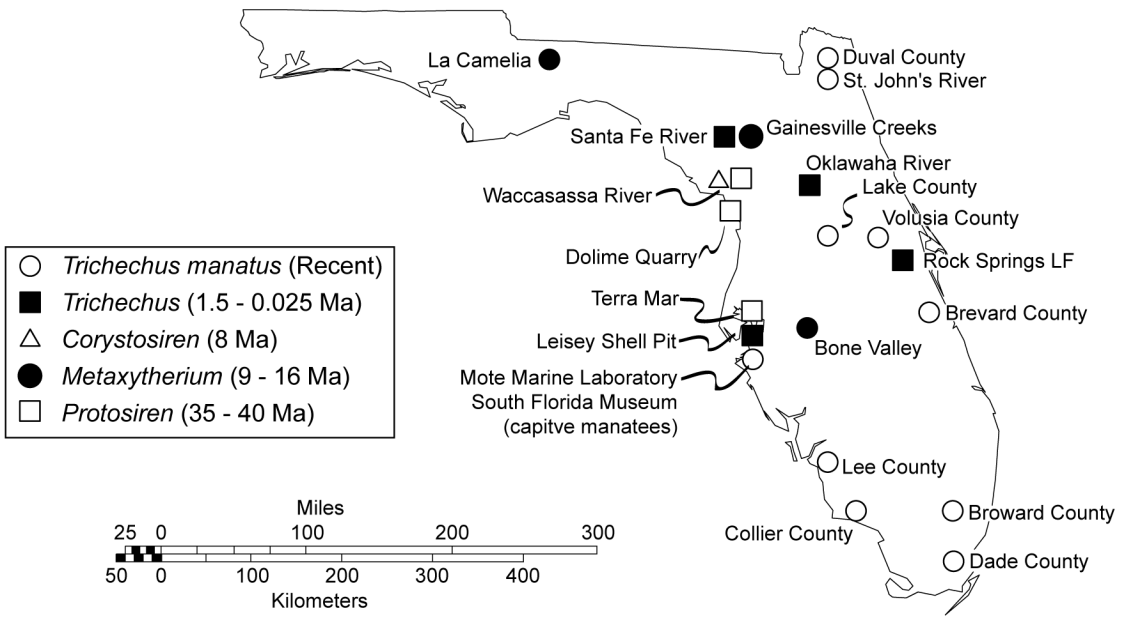 La Camelia
Duval County
St. John's River
Santa Fe River
Gainesville Creeks
Oklawaha River
Waccasassa River
Lake County
Volusia County
Dolime Quarry
Rock Springs LF
Terra Mar
Brevard County
Leisey Shell Pit
Bone Valley
Mote Marine Laboratory
South Florida Museum
(capitve manatees)
Trichechus manatus (Recent)
Trichechus (1.5 - 0.025 Ma)
Corystosiren (8 Ma)
Metaxytherium (9 - 16 Ma)
Protosiren (35 - 40 Ma)
Lee County
Collier County
Broward County
Dade County
Miles
25 0 100 200 300
50 0 100 200 300 400
Kilometers